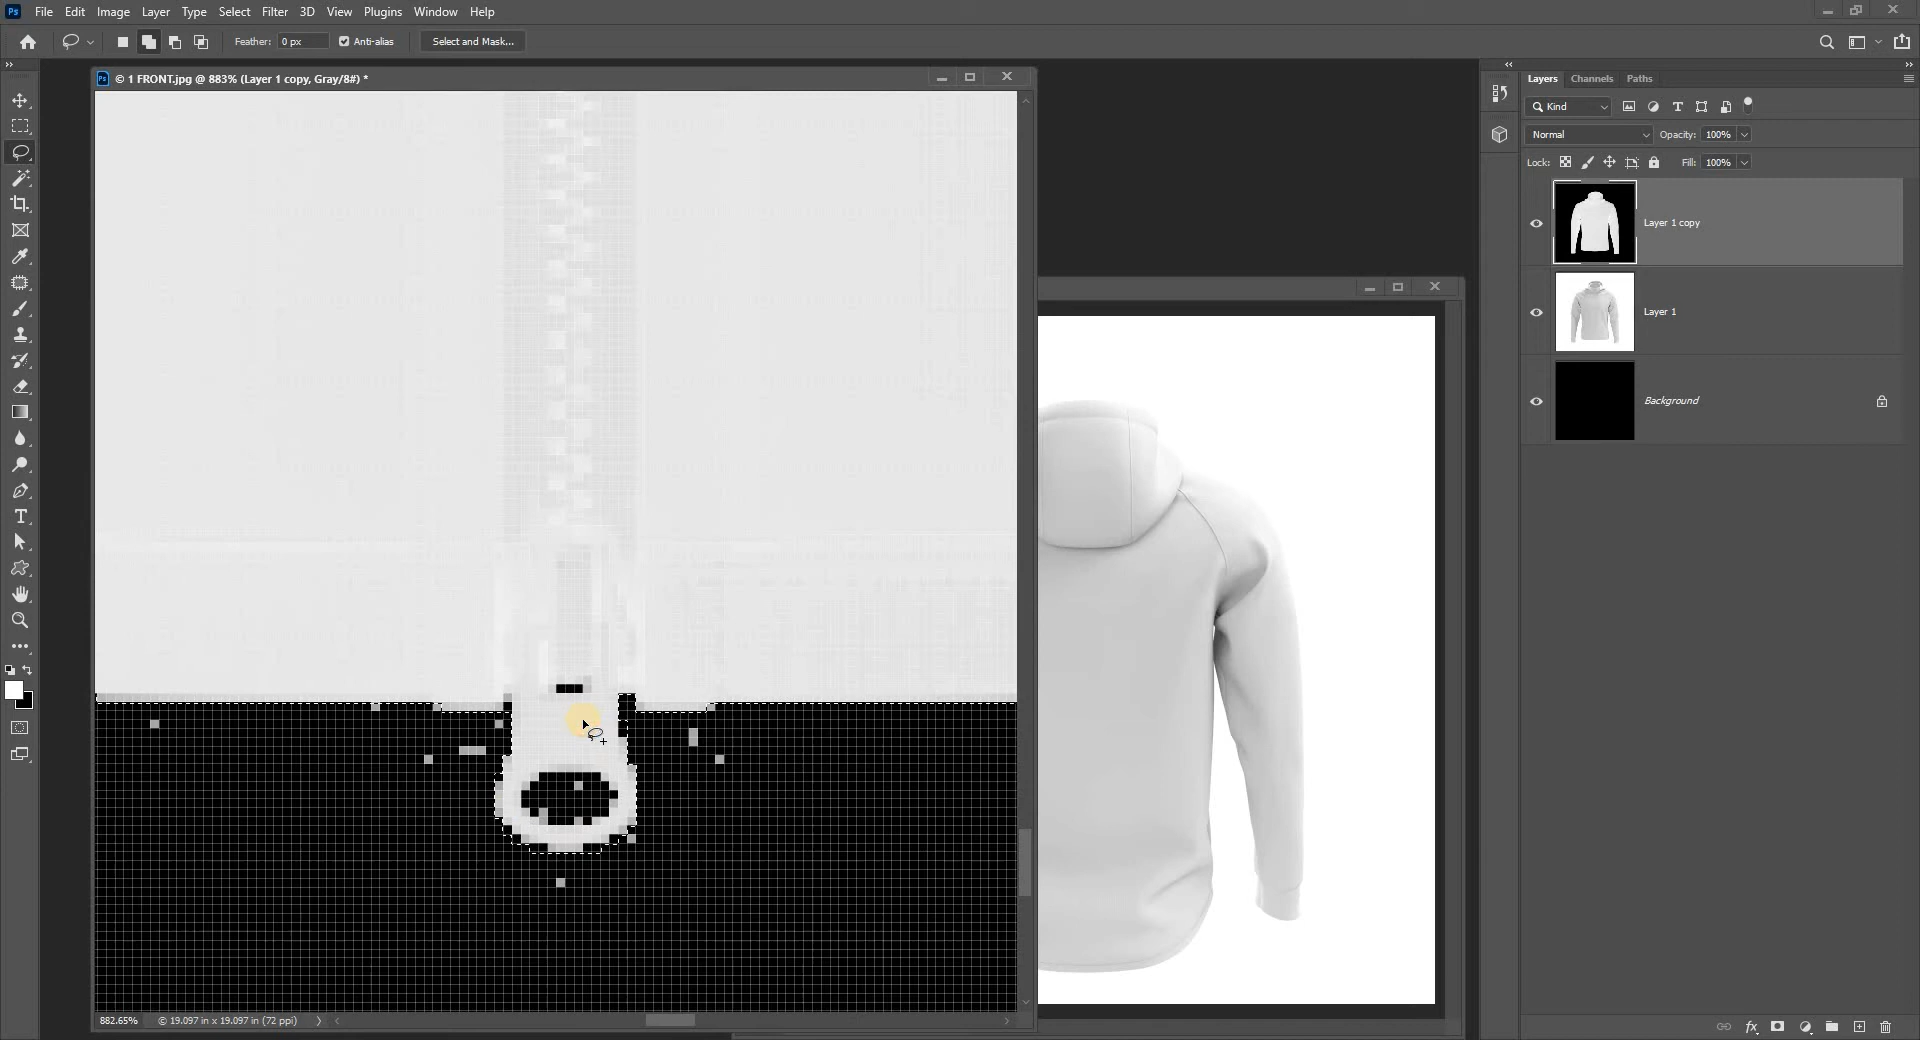 Ps File Edit Image Layer Type Select Filter 3D View Plugins Window Help
Feather: 0 px Anti-alias Select and Mask...
Ps © 1 FRONT.jpg @ 883% (Layer 1 copy, Gray/8#) *
Layers Channels Paths
Kind
Normal Opacity: 100%
Lock: Fill: 100%
Layer 1 copy
Layer 1
Background
882.65% © 19.097 in x 19.097 in (72 ppi)
fx